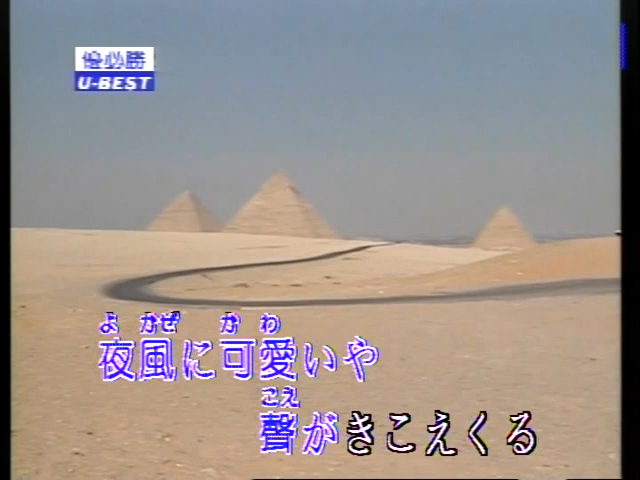 優必勝
U-BEST
よ かぜ か わ
夜風に可愛いや
こえ
聲がきこえくる